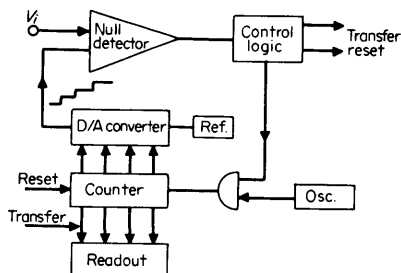 Vi
Null
detector
Control
logic
Transfer
reset
D/A converter
Ref.
Reset
Counter
Osc.
Transfer
Readout